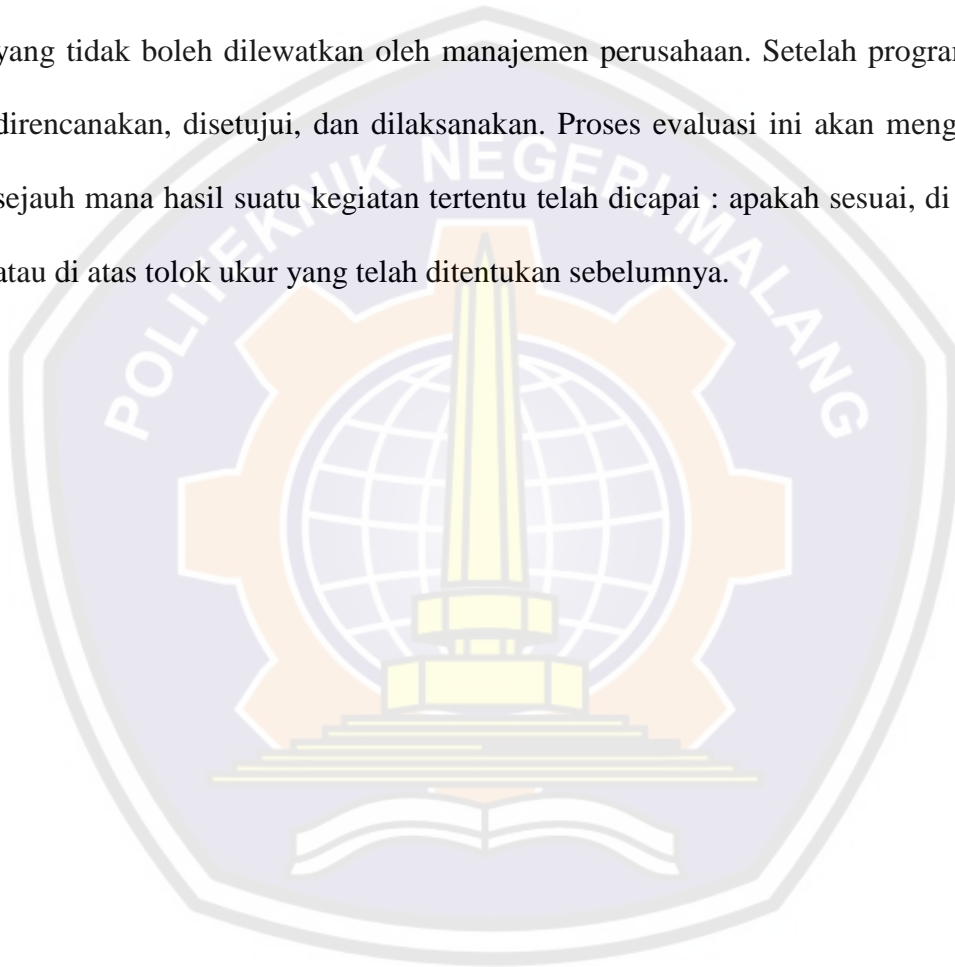 yang tidak boleh dilewatkan oleh manajemen perusahaan. Setelah program
direncanakan, disetujui, dan dilaksanakan. Proses evaluasi ini akan meng
sejauh mana hasil suatu kegiatan tertentu telah dicapai : apakah sesuai, di
atau di atas tolok ukur yang telah ditentukan sebelumnya.
POLITEKNIK NEGERI MALANG